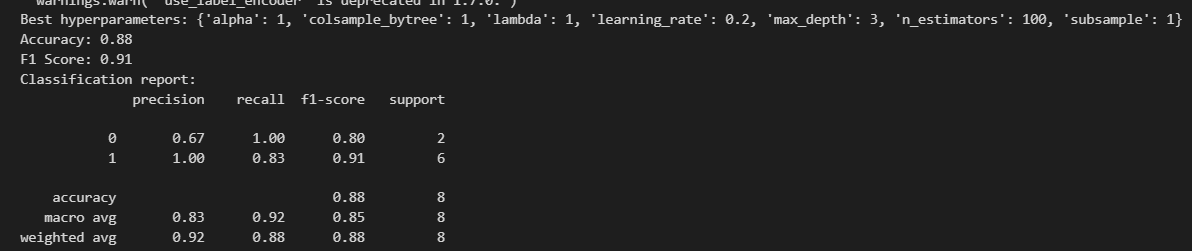 warnings.warn(`use_label_encoder` is deprecated in 1.7.0.`)
Best hyperparameters: {'alpha': 1, 'colsample_bytree': 1, 'lambda': 1, 'learning_rate': 0.2, 'max_depth': 3, 'n_estimators': 100, 'subsample': 1}
Accuracy: 0.88
F1 Score: 0.91
Classification report:
precision recall f1-score support
0 0.67 1.00 0.80 2
1 1.00 0.83 0.91 6
accuracy 0.88 8
macro avg 0.83 0.92 0.85 8
weighted avg 0.92 0.88 0.88 8